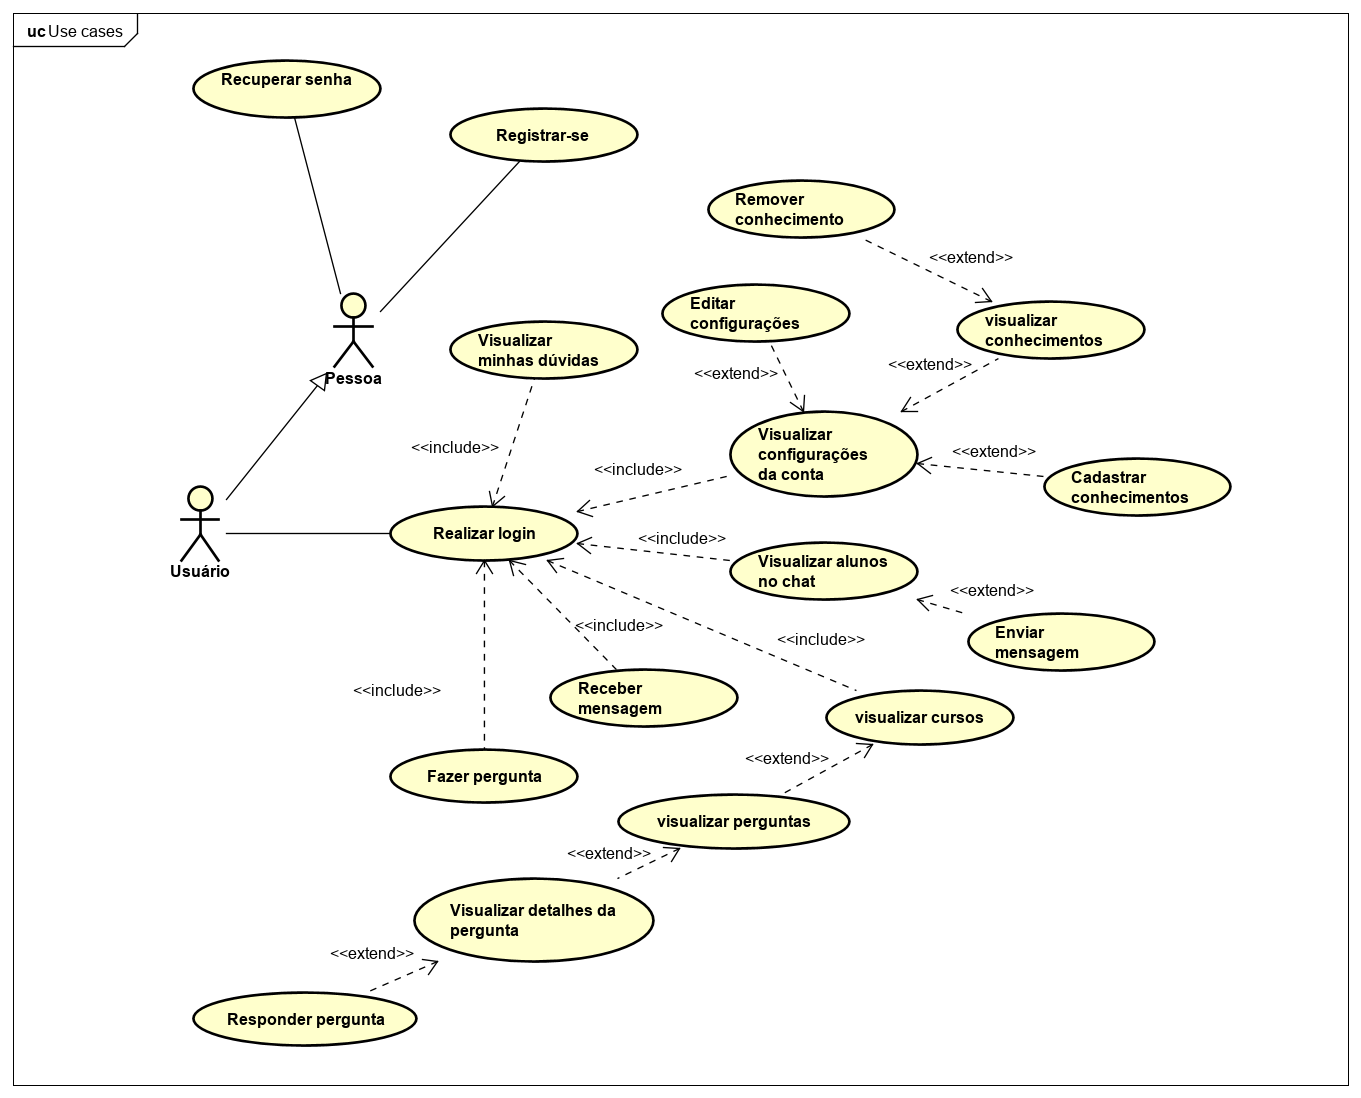 uc Use cases
Recuperar senha
Registrar-se
Remover
conhecimento
<<extend>>
Editar
configurações
visualizar
conhecimentos
Visualizar
minhas dúvidas
<<extend>>
<<extend>>
Pessoa
Visualizar
configurações
da conta
<<include>>
<<include>>
<<extend>>
Cadastrar
conhecimentos
Realizar login
<<include>>
Visualizar alunos
no chat
Usuário
<<extend>>
<<include>>
<<include>>
Enviar
mensagem
<<include>>
Receber
mensagem
visualizar cursos
<<extend>>
Fazer pergunta
visualizar perguntas
<<extend>>
Visualizar detalhes da
pergunta
<<extend>>
Responder pergunta